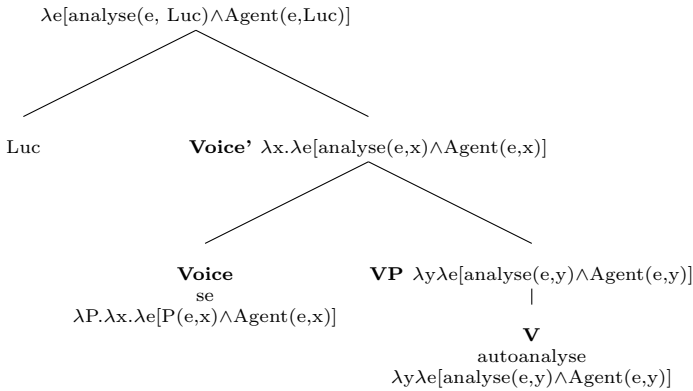 λe[analyse(e, Luc)∧Agent(e,Luc)]
Luc
Voice’ λx.λe[analyse(e,x)∧Agent(e,x)]
Voice
se
λP.λx.λe[P(e,x)∧Agent(e,x)]
VP λyλe[analyse(e,y)∧Agent(e,y)]
V
autoanalyse
λyλe[analyse(e,y)∧Agent(e,y)]